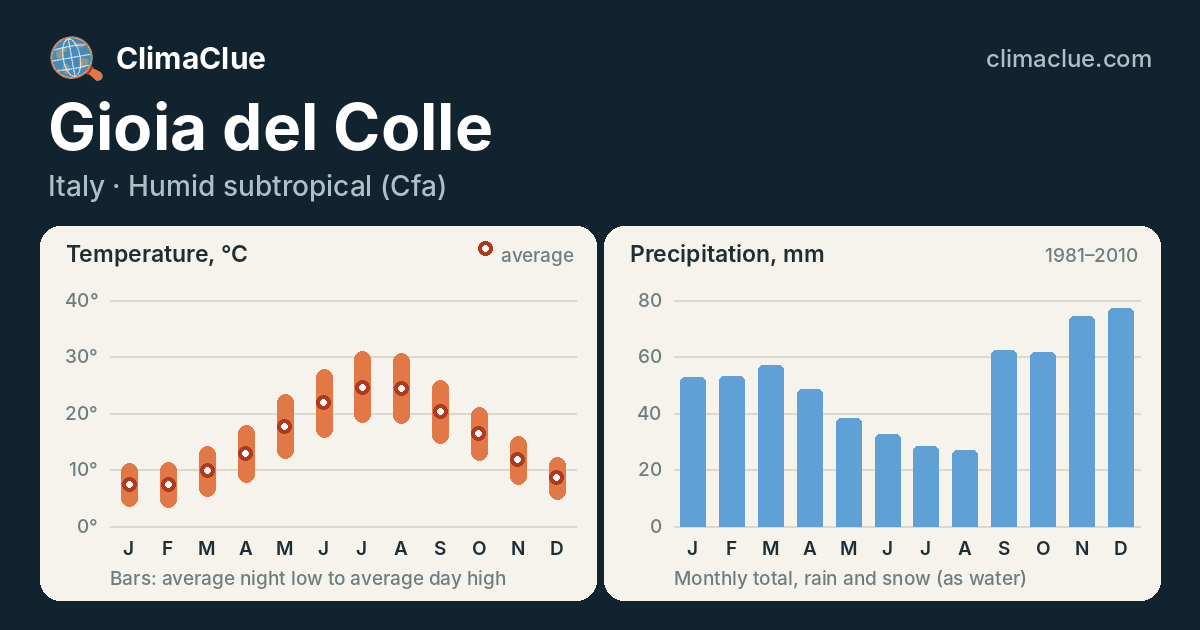 ClimaClue
climaclue.com
Gioia del Colle
Italy · Humid subtropical (Cfa)
Temperature, °C
average
40°
30°
20°
10°
0°
J F M A M J J A S O N D
Bars: average night low to average day high
Precipitation, mm
1981–2010
80
60
40
20
0
J F M A M J J A S O N D
Monthly total, rain and snow (as water)